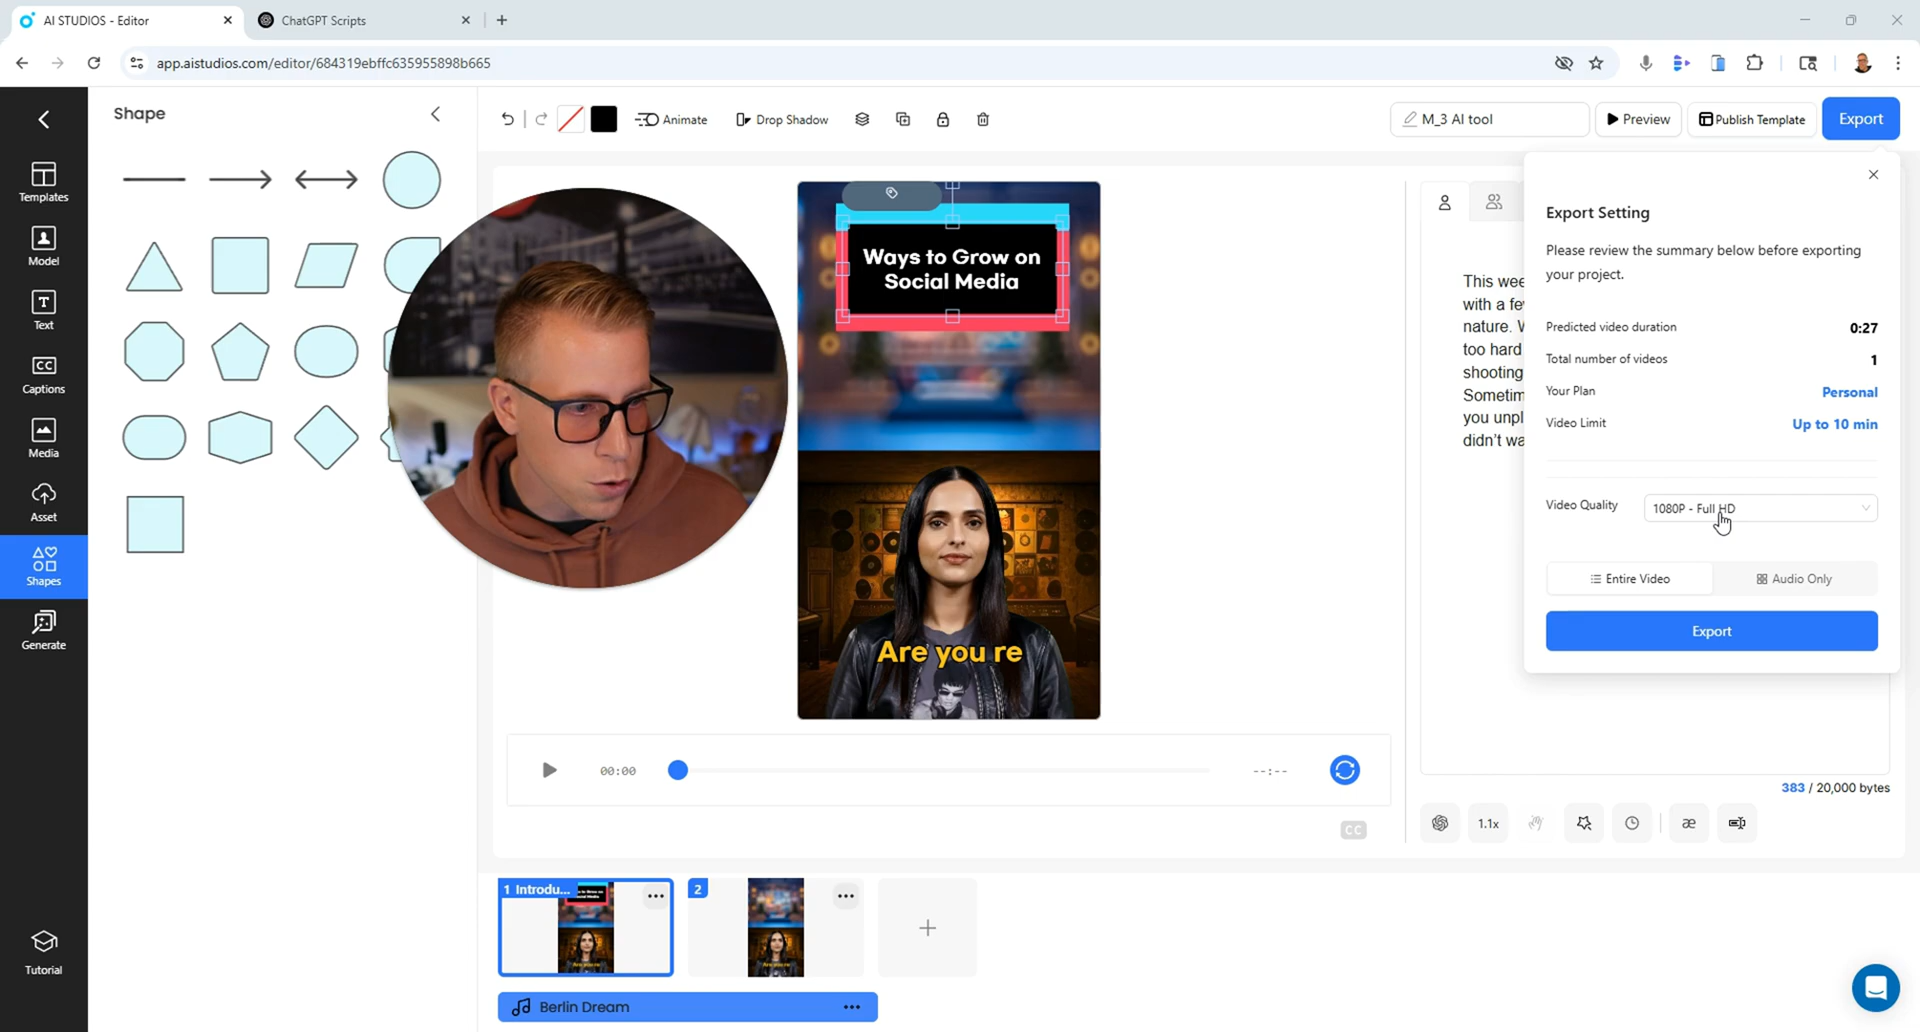 AI STUDIOS - Editor
ChatGPT Scripts
app.aistudios.com/editor/684319ebffc635955898b665
Shape
Animate
Drop Shadow
M_3 AI tool
Preview
Publish Template
Export
Templates
Model
Text
Captions
Media
Asset
Shapes
Generate
Tutorial
Ways to Grow on
Social Media
Are you re
This wee
with a fe
nature.
too hard
shooting
Sometim
you unpl
didn't wa
Export Setting
Please review the summary below before exporting
your project.
Predicted video duration 0:27
Total number of videos 1
Your Plan Personal
Video Limit Up to 10 min
Video Quality 1080P - Full HD
Entire Video
Audio Only
Export
00:00
--:--
CC
383 / 20,000 bytes
1.1x
æ
1 Introdu...
2
Berlin Dream